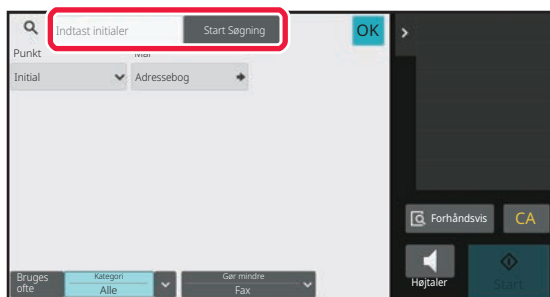 Indtast initialer Start Søgning OK
Punkt Mål
Initial Adressebog
Forhåndsvis CA
Bruges ofte Kategori Alle Gør mindre Fax
Højtaler Start